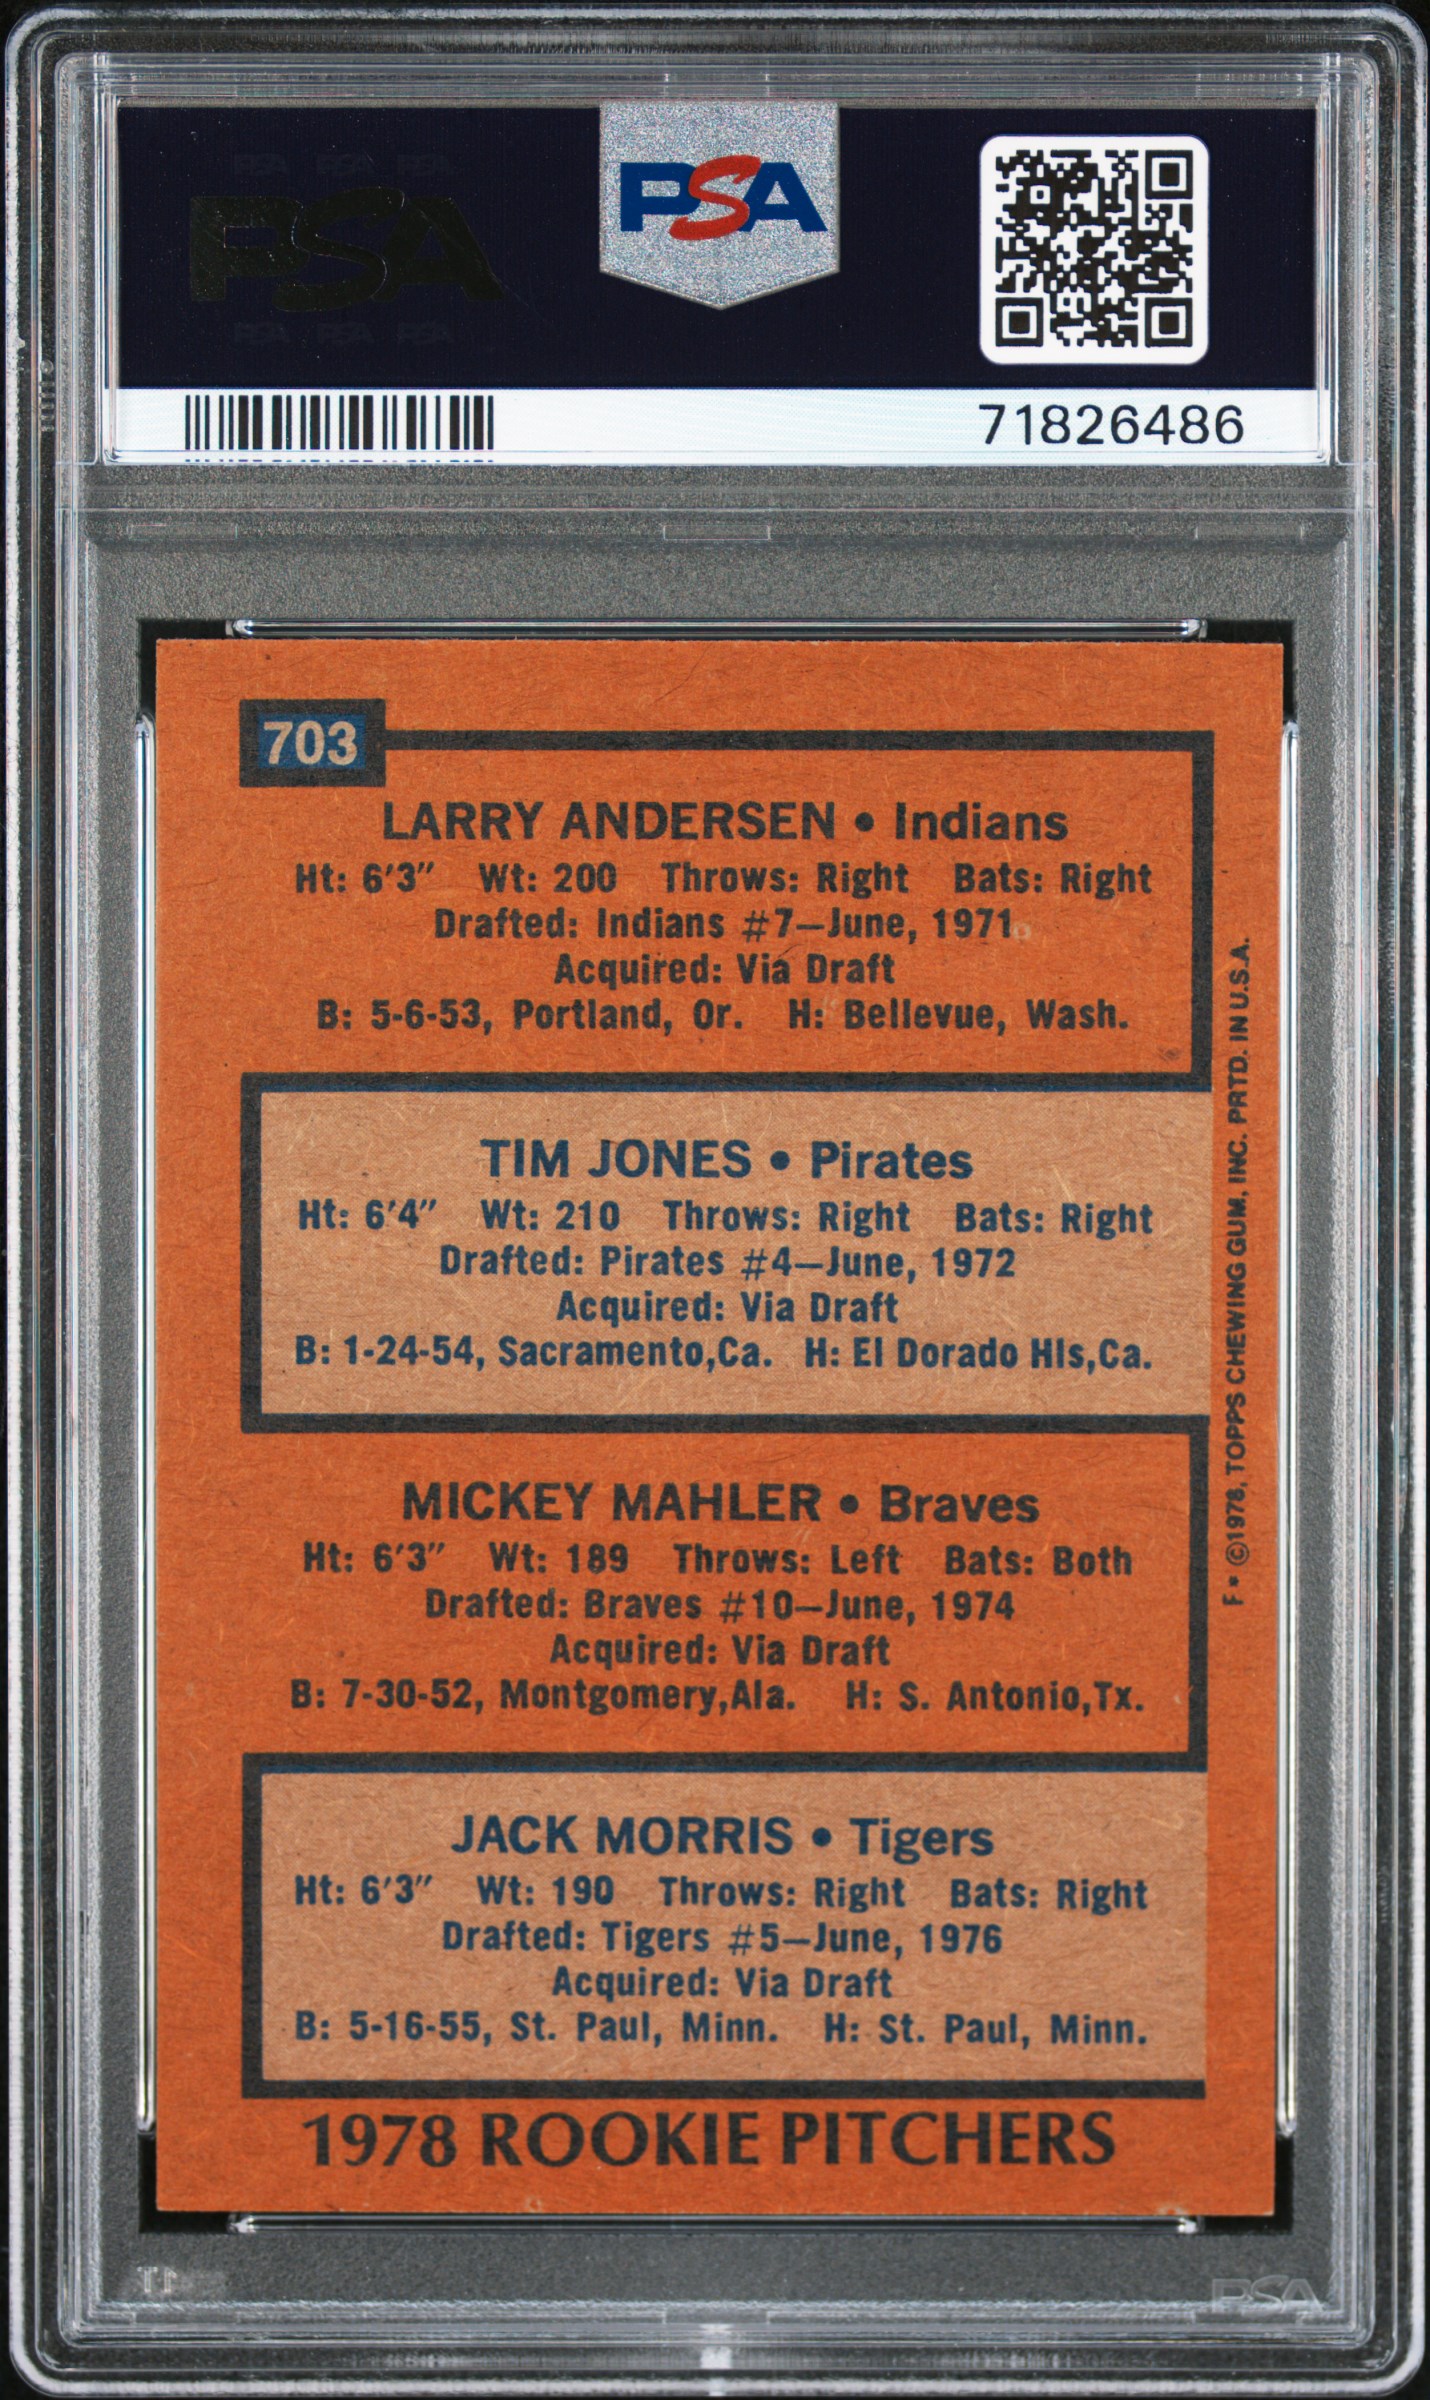 PSA
PSA
71826486
703
LARRY ANDERSEN • Indians
Ht: 6'3" Wt: 200 Throws: Right Bats: Right
Drafted: Indians #7—June, 1971
Acquired: Via Draft
B: 5-6-53, Portland, Or. H: Bellevue, Wash.
TIM JONES • Pirates
Ht: 6'4" Wt: 210 Throws: Right Bats: Right
Drafted: Pirates #4—June, 1972
Acquired: Via Draft
B: 1-24-54, Sacramento,Ca. H: El Dorado Hls,Ca.
MICKEY MAHLER • Braves
Ht: 6'3" Wt: 189 Throws: Left Bats: Both
Drafted: Braves #10—June, 1974
Acquired: Via Draft
B: 7-30-52, Montgomery,Ala. H: S. Antonio,Tx.
JACK MORRIS • Tigers
Ht: 6'3" Wt: 190 Throws: Right Bats: Right
Drafted: Tigers #5—June, 1976
Acquired: Via Draft
B: 5-16-55, St. Paul, Minn. H: St. Paul, Minn.
1978 ROOKIE PITCHERS
F • ©1978, TOPPS CHEWING GUM, INC. PRTD. IN U.S.A.
PSA